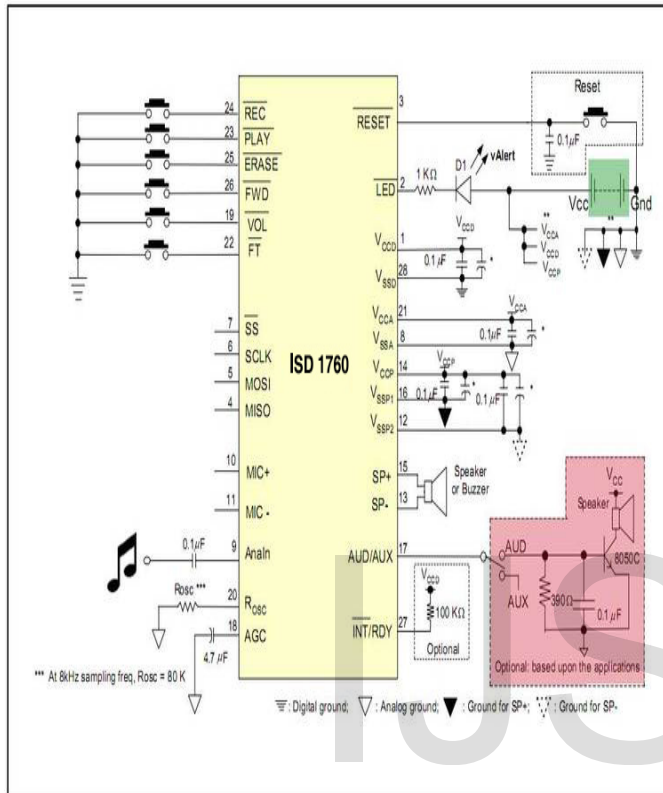 Reset
3
24 REC
RESET
0.1μF
23 PLAY
D1
vAlert
25 ERASE
1 KΩ
26 FWD
LED
2
Vcc
Gnd
19 VOL
VCCD
**
**
22 FT
VCCD
1
0.1 μF
*
VCCA
VCCD
VCCP
VSSD
28
7 SS
VCCA
21
VCCA
6 SCLK
0.1μF
*
ISD 1760
VSSA
8
5 MOSI
VCCP
14
VCCP
4 MISO
VSSP1
16
0.1 μF
*
0.1 μF
*
VSSP2
12
10 MIC+
SP+
15
Speaker
or Buzzer
VCC
11 MIC -
SP-
13
Speaker
0.1μF
9 AnaIn
AUD/AUX
17
AUD
8050C
VCCD
AUX
Rosc ***
20 ROSC
100 KΩ
390Ω
0.1 μF
18 AGC
INT/RDY
27
4.7 μF
Optional
Optional: based upon the applications
*** At 8kHz sampling freq, Rosc = 80 K
: Digital ground; : Analog ground; : Ground for SP+; : Ground for SP-
IJS